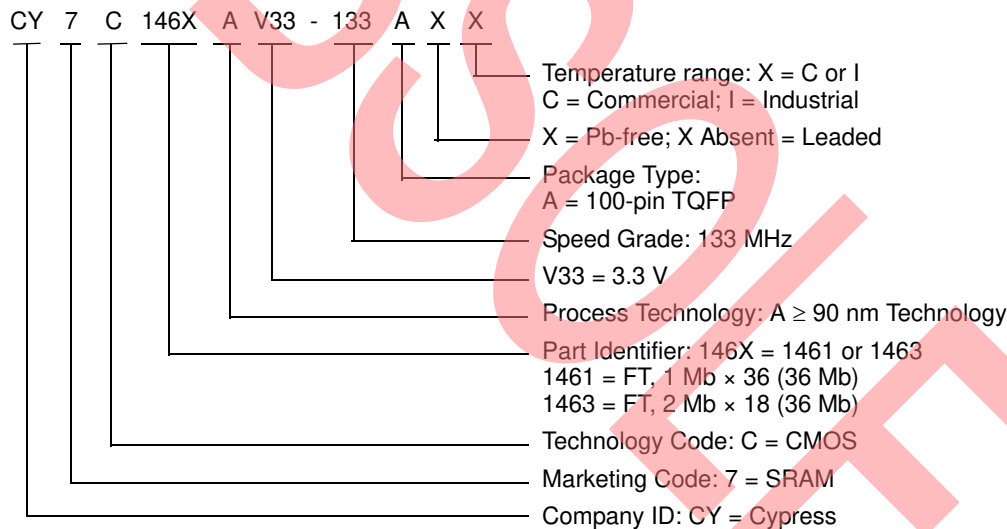 CY 7 C 146X A V33 - 133 A X X
Temperature range: X = C or I
C = Commercial; I = Industrial
X = Pb-free; X Absent = Leaded
Package Type:
A = 100-pin TQFP
Speed Grade: 133 MHz
V33 = 3.3 V
Process Technology: A ≥ 90 nm Technology
Part Identifier: 146X = 1461 or 1463
1461 = FT, 1 Mb × 36 (36 Mb)
1463 = FT, 2 Mb × 18 (36 Mb)
Technology Code: C = CMOS
Marketing Code: 7 = SRAM
Company ID: CY = Cypress